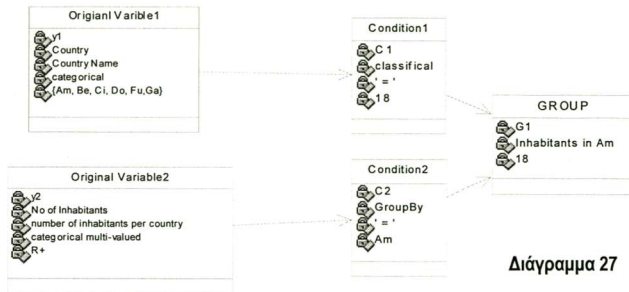 Origianl Varible1
y1
Country
Country Name
categorical
{Am, Be, Ci, Do, Fu,Ga}
Condition1
C1
classifical
' = '
18
GROUP
G1
Inhabitants in Am
18
Original Variable2
y2
No of Inhabitants
number of inhabitants per country
categorical multi-valued
R+
Condition2
C2
GroupBy
' = '
Am
Διάγραμμα 27